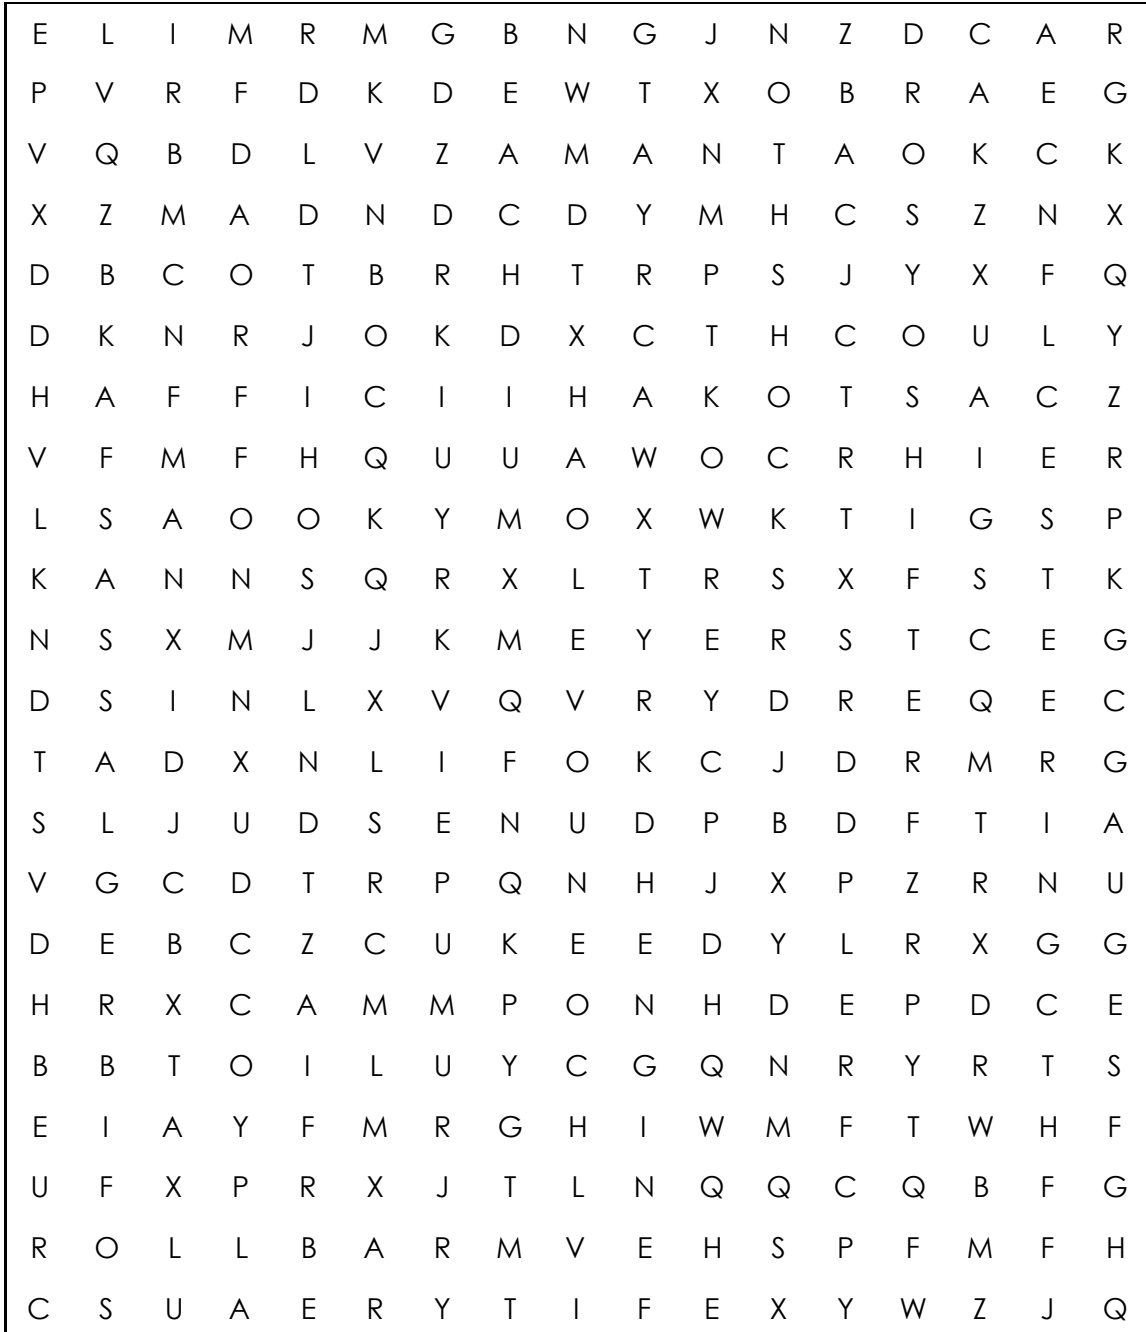 E L I M R M G B N G J N Z D C A R
P V R F D K D E W T X O B R A E G
V Q B D L V Z A M A N T A O K C K
X Z M A D N D C D Y M H C S Z N X
D B C O T B R H T R P S J Y X F Q
D K N R J O K D X C T H C O U L Y
H A F F I C I I H A K O T S A C Z
V F M F H Q U U A W O C R H I E R
L S A O O K Y M O X W K T I G S P
K A N N S Q R X L T R S X F S T K
N S X M J J K M E Y E R S T C E G
D S I N L X V Q V R Y D R E Q E C
T A D X N L I F O K C J D R M R G
S L J U D S E N U D P B D F T I A
V G C D T R P Q N H J X P Z R N U
D E B C Z C U K E E D Y L R X G G
H R X C A M M P O N H D E P D C E
B B T O I L U Y C G Q N R Y R T S
E I A Y F M R G H I W M F T W H F
U F X P R X J T L N Q Q C Q B F G
R O L L B A R M V E H S P F M F H
C S U A E R Y T I F E X Y W Z J Q